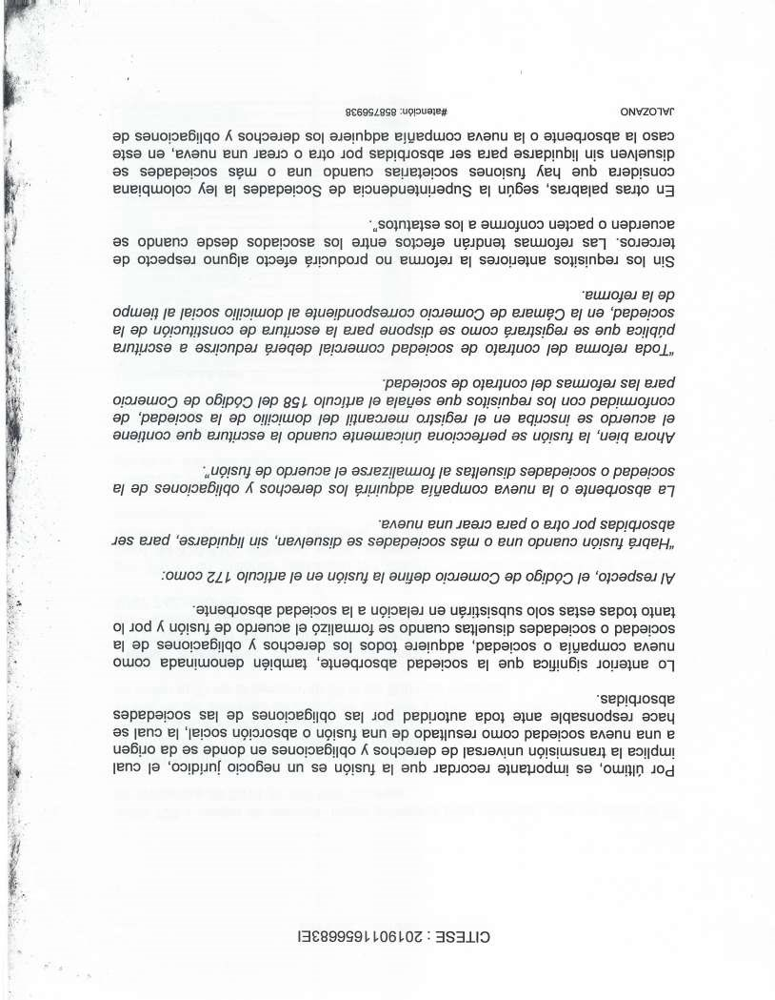 CITESE : 20190116566683EI
Por último, es importante recordar que la fusión es un negocio jurídico, el cual
implica la transmisión universal de derechos y obligaciones en donde se da origen
a una nueva sociedad como resultado de una fusión o absorción social, la cual se
hace responsable ante toda autoridad por las obligaciones de las sociedades
absorbidas.
Lo anterior significa que la sociedad absorbente, también denominada como
nueva compañía o sociedad, adquiere todos los derechos y obligaciones de la
sociedad o sociedades disueltas cuando se formalizó el acuerdo de fusión y por lo
tanto todas estas solo subsistirán en relación a la sociedad absorbente.
Al respecto, el Código de Comercio define la fusión en el artículo 172 como:
"Habrá fusión cuando una o más sociedades se disuelvan, sin liquidarse, para ser
absorbidas por otra o para crear una nueva.
La absorbente o la nueva compañía adquirirá los derechos y obligaciones de la
sociedad o sociedades disueltas al formalizarse el acuerdo de fusión".
Ahora bien, la fusión se perfecciona únicamente cuando la escritura que contiene
el acuerdo se inscriba en el registro mercantil del domicilio de la sociedad, de
conformidad con los requisitos que señala el artículo 158 del Código de Comercio
para las reformas del contrato de sociedad.
"Toda reforma del contrato de sociedad comercial deberá reducirse a escritura
pública que se registrará como se dispone para la escritura de constitución de la
sociedad, en la Cámara de Comercio correspondiente al domicilio social al tiempo
de la reforma.
Sin los requisitos anteriores la reforma no producirá efecto alguno respecto de
terceros. Las reformas tendrán efectos entre los asociados desde cuando se
acuerden o pacten conforme a los estatutos".
En otras palabras, según la Superintendencia de Sociedades la ley colombiana
considera que hay fusiones societarias cuando una o más sociedades se
disuelven sin liquidarse para ser absorbidas por otra o crear una nueva, en este
caso la absorbente o la nueva compañía adquiere los derechos y obligaciones de
JALOZANO #atención: 858756938